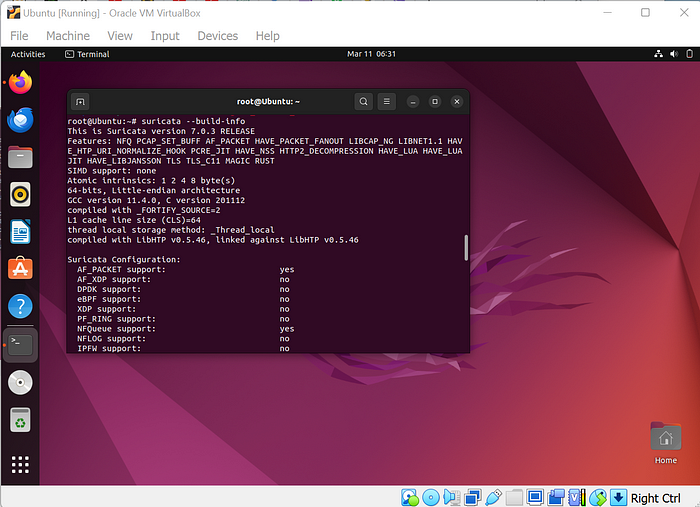 Ubuntu [Running] - Oracle VM VirtualBox
File Machine View Input Devices Help
Activities Terminal Mar 11 06:31
root@Ubuntu: ~
root@Ubuntu:~# suricata --build-info
This is Suricata version 7.0.3 RELEASE
Features: NFQ PCAP_SET_BUFF AF_PACKET HAVE_PACKET_FANOUT LIBCAP_NG LIBNET1.1 HAV
E_HTP_URI_NORMALIZE_HOOK PCRE_JIT HAVE_NSS HTTP2_DECOMPRESSION HAVE_LUA HAVE_LUA
JIT HAVE_LIBJANSSON TLS TLS_C11 MAGIC RUST
SIMD support: none
Atomic intrinsics: 1 2 4 8 byte(s)
64-bits, Little-endian architecture
GCC version 11.4.0, C version 201112
compiled with _FORTIFY_SOURCE=2
L1 cache line size (CLS)=64
thread local storage method: _Thread_local
compiled with LibHTP v0.5.46, linked against LibHTP v0.5.46
Suricata Configuration:
AF_PACKET support: yes
AF_XDP support: no
DPDK support: no
eBPF support: no
XDP support: no
PF_RING support: no
NFQueue support: yes
NFLOG support: no
IPFW support: no
Home
Right Ctrl